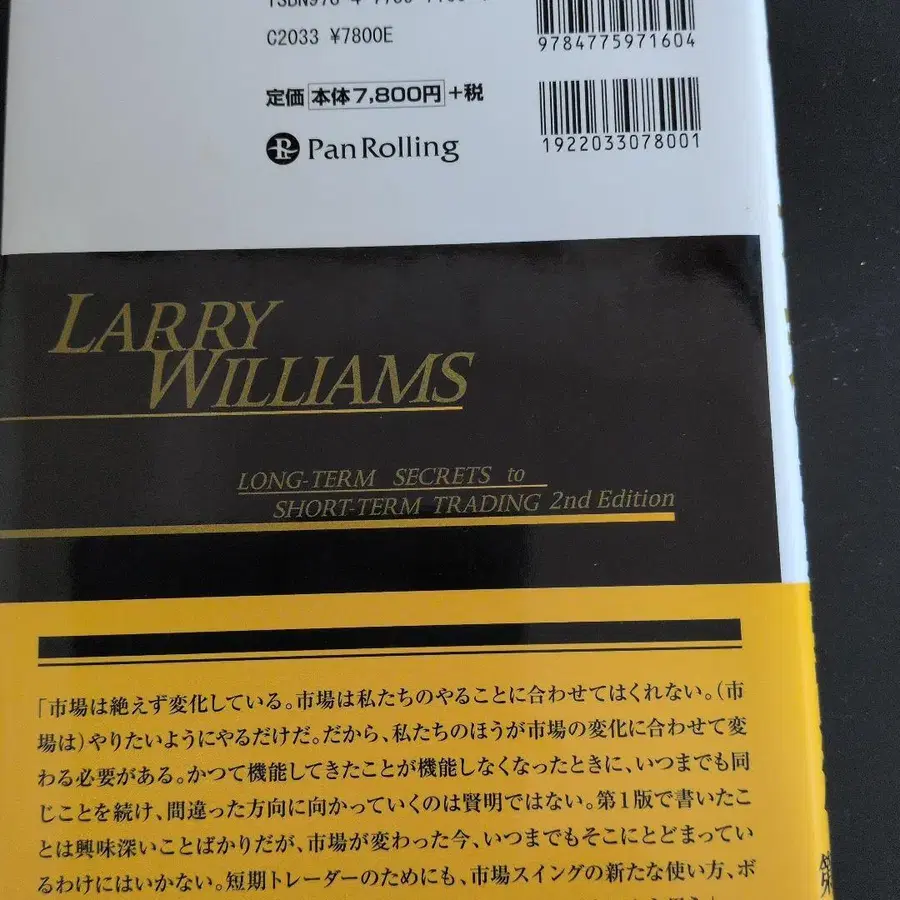 C2033 ¥7800E
9784775971604
定価 本体7,800円 +税
1922033078001
PanRolling
LARRY
WILLIAMS
LONG-TERM SECRETS to
SHORT-TERM TRADING 2nd Edition
「市場は絶えず変化している。市場は私たちのやることに合わせてはくれない。(市
場は)やりたいようにやるだけだ。だから、私たちのほうが市場の変化に合わせて変
わる必要がある。かつて機能してきたことが機能しなくなったときに、いつまでも同
じことを続け、間違った方向に向かっていくのは賢明ではない。第1版で書いたこ
とは興味深いことばかりだが、市場が変わった今、いつまでもそこにとどまってい
るわけにはいかない。短期トレーダーのためにも、市場スイングの新たな使い方、ボ